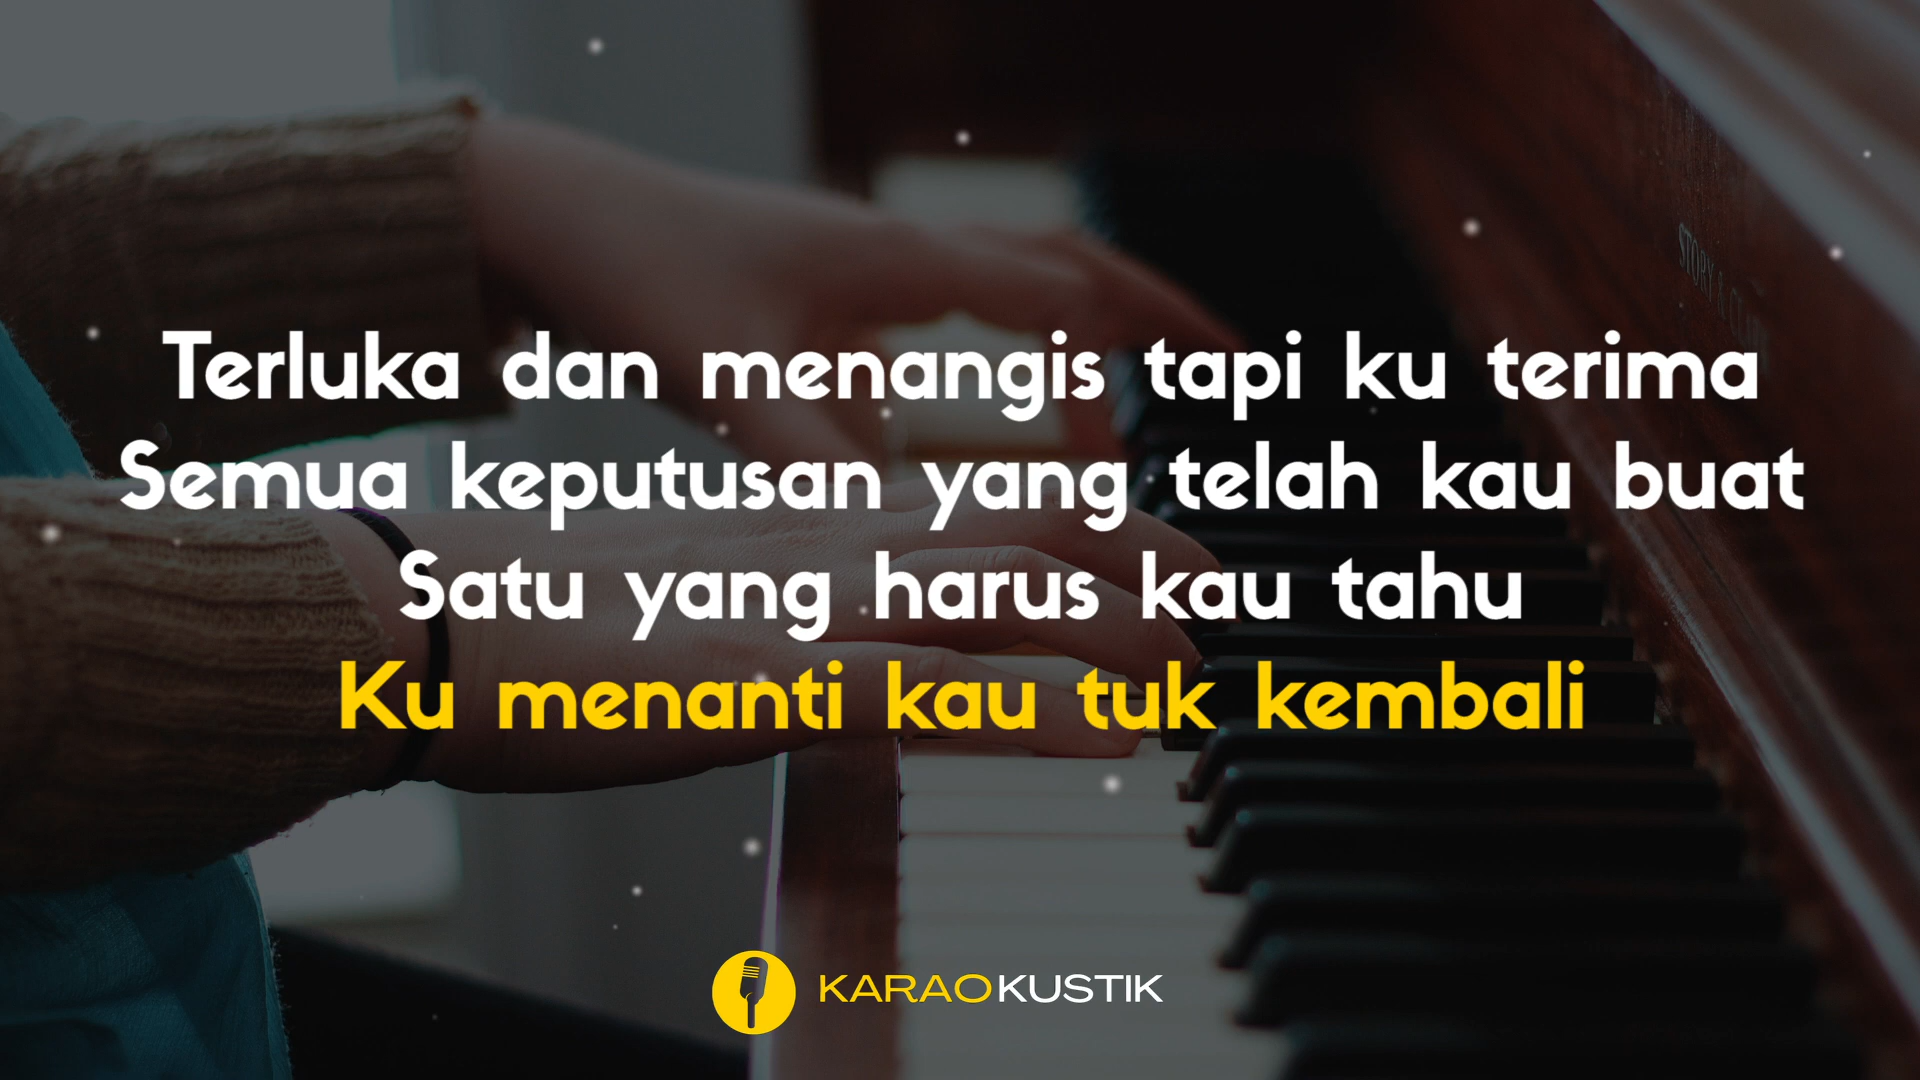 Terluka dan menangis tapi ku terima
Semua keputusan yang telah kau buat
Satu yang harus kau tahu
Ku menanti kau tuk kembali
KARAOKUSTIK